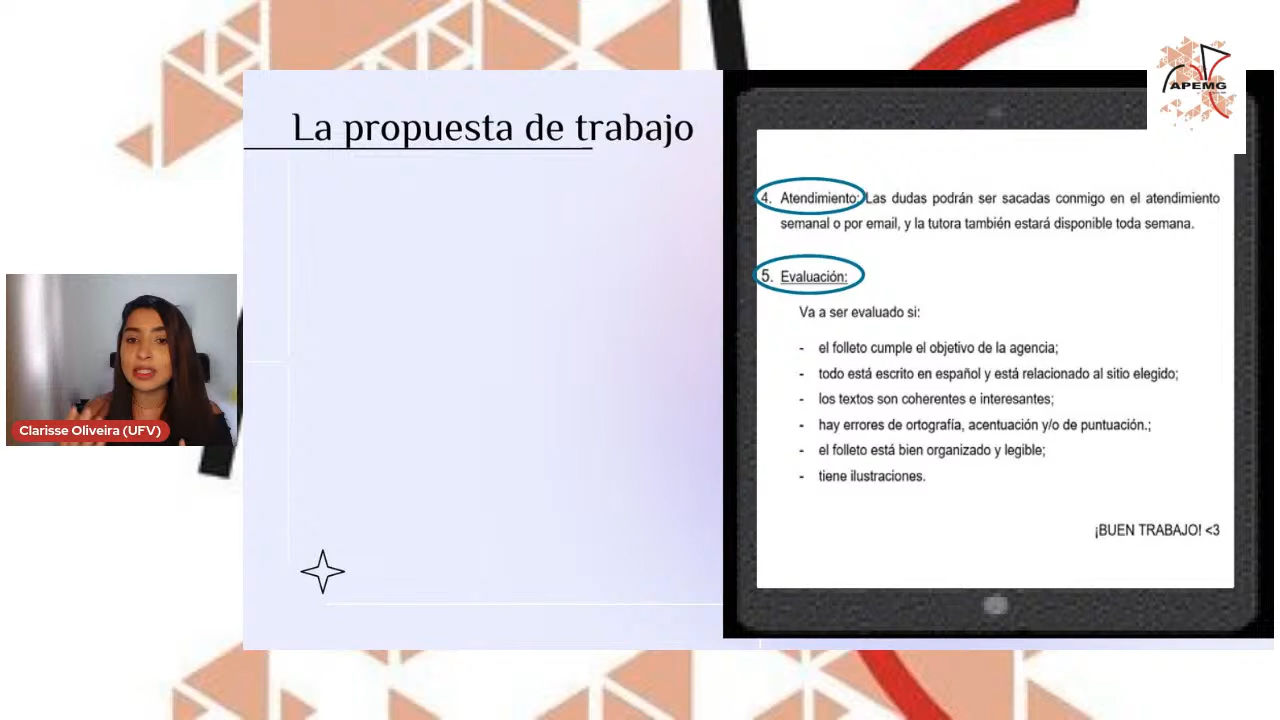 La propuesta de trabajo
APEMG
4. Atendimiento: Las dudas podrán ser sacadas conmigo en el atendimiento
semanal o por email, y la tutora también estará disponible toda semana.
5. Evaluación:
Va a ser evaluado si:
- el folleto cumple el objetivo de la agencia;
- todo está escrito en español y está relacionado al sitio elegido;
- los textos son coherentes e interesantes;
- hay errores de ortografía, acentuación y/o de puntuación.;
- el folleto está bien organizado y legible;
- tiene ilustraciones.
¡BUEN TRABAJO! <3
Clarisse Oliveira (UFV)